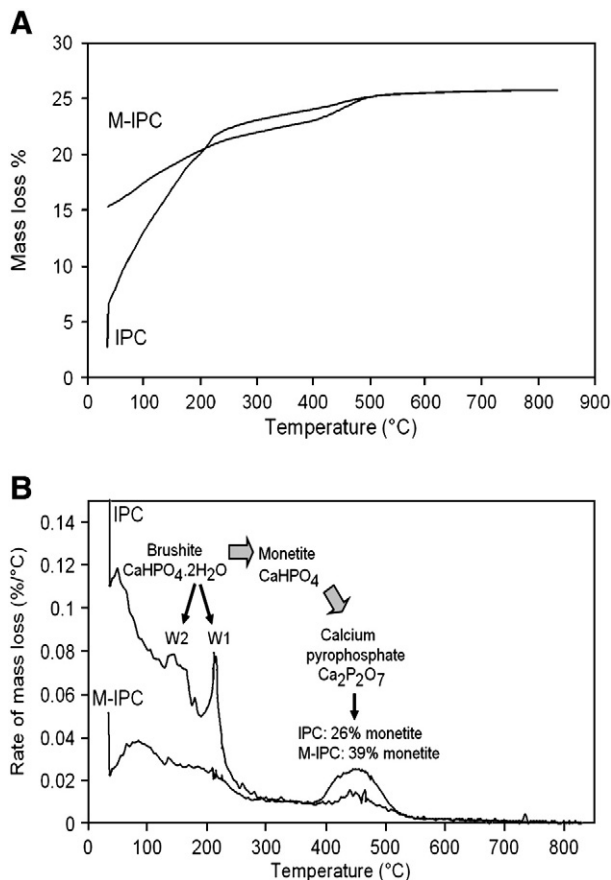 A
30
25
20
15
10
5
0
Mass loss %
M-IPC
IPC
0 100 200 300 400 500 600 700 800 900
Temperature (°C)
B
0.14
0.12
0.1
0.08
0.06
0.04
0.02
0
Rate of mass loss (%/°C)
IPC
Brushite
CaHPO₄.2H₂O
Monetite
CaHPO₄
W2 W1
Calcium
pyrophosphate
Ca₂P₂O₇
IPC: 26% monetite
M-IPC: 39% monetite
M-IPC
0 100 200 300 400 500 600 700 800
Temperature (°C)